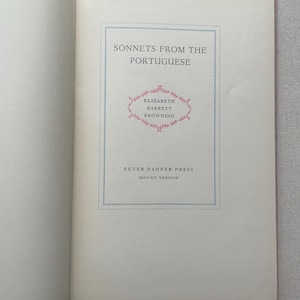 SONNETS FROM THE
PORTUGUESE
ELIZABETH
BARRETT
BROWNING
PETER PAUPER PRESS
MOUNT VERNON